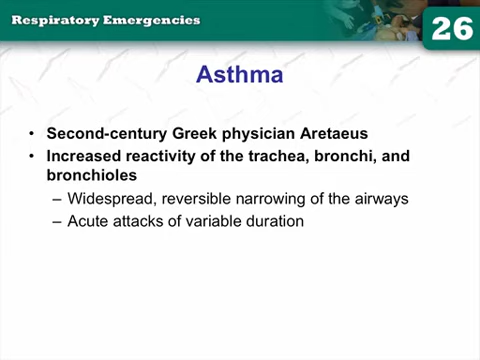 Respiratory Emergencies
26
Asthma
• Second-century Greek physician Aretaeus
• Increased reactivity of the trachea, bronchi, and
bronchioles
– Widespread, reversible narrowing of the airways
– Acute attacks of variable duration